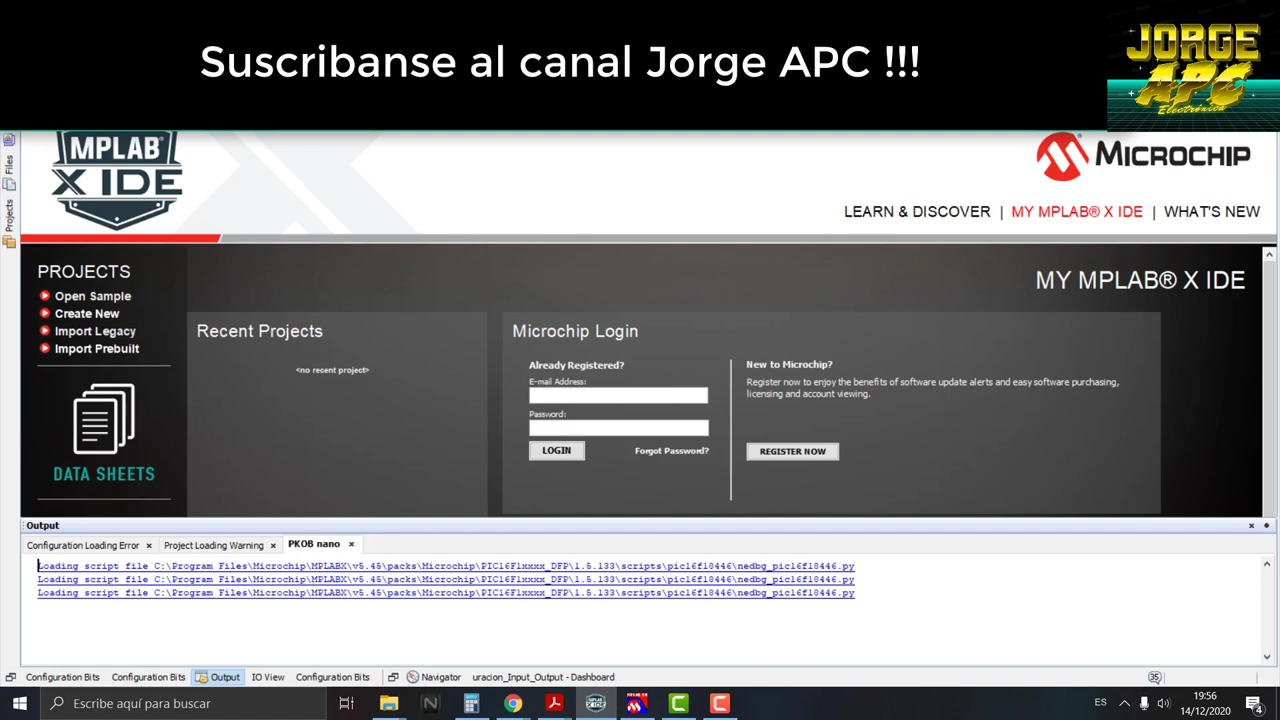 Suscribanse al canal Jorge APC !!!
JORGE
APC
Electrónica
MPLAB®
X IDE
MICROCHIP
LEARN & DISCOVER | MY MPLAB® X IDE | WHAT'S NEW
Files
Projects
PROJECTS
Open Sample
Create New
Import Legacy
Import Prebuilt
DATA SHEETS
MY MPLAB® X IDE
Recent Projects
<no recent project>
Microchip Login
Already Registered?
E-mail Address:
Password:
LOGIN
Forgot Password?
New to Microchip?
Register now to enjoy the benefits of software update alerts and easy software purchasing,
licensing and account viewing.
REGISTER NOW
Output
Configuration Loading Error × Project Loading Warning × PKOB nano ×
Loading script file C:\Program Files\Microchip\MPLABX\v5.45\packs\Microchip\PIC16F1xxxx_DFP\1.5.133\scripts\pic16f18446\nedbg_pic16f18446.py
Loading script file C:\Program Files\Microchip\MPLABX\v5.45\packs\Microchip\PIC16F1xxxx_DFP\1.5.133\scripts\pic16f18446\nedbg_pic16f18446.py
Loading script file C:\Program Files\Microchip\MPLABX\v5.45\packs\Microchip\PIC16F1xxxx_DFP\1.5.133\scripts\pic16f18446\nedbg_pic16f18446.py
Configuration Bits Configuration Bits Output IO View Configuration Bits Navigator uracion_Input_Output - Dashboard 35
Escribe aquí para buscar
ES 19:56
14/12/2020
4